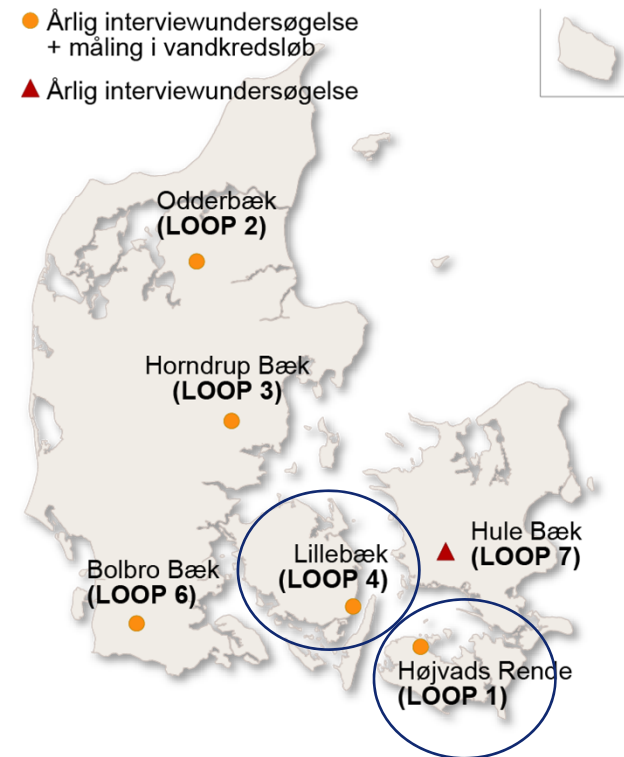 Årlig interviewundersøgelse
+ måling i vandkredsløb
Årlig interviewundersøgelse
Odderbæk
(LOOP 2)
Horndrup Bæk
(LOOP 3)
Hule Bæk
(LOOP 7)
Lillebæk
(LOOP 4)
Bolbro Bæk
(LOOP 6)
Højvads Rende
(LOOP 1)